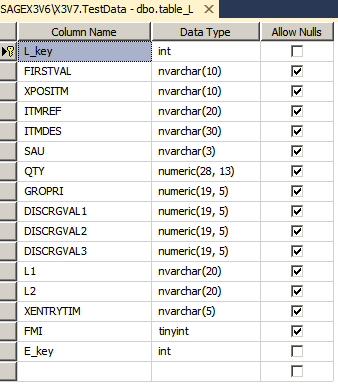 SAGEX3V6\X3V7.TestData - dbo.table_L
Column Name Data Type Allow Nulls
L_key int
FIRSTVAL nvarchar(10)
XPOSITM nvarchar(10)
ITMREF nvarchar(20)
ITMDES nvarchar(30)
SAU nvarchar(3)
QTY numeric(28, 13)
GROPRI numeric(19, 5)
DISCRGVAL1 numeric(19, 5)
DISCRGVAL2 numeric(19, 5)
DISCRGVAL3 numeric(19, 5)
L1 nvarchar(20)
L2 nvarchar(20)
XENTRYTIM nvarchar(5)
FMI tinyint
E_key int